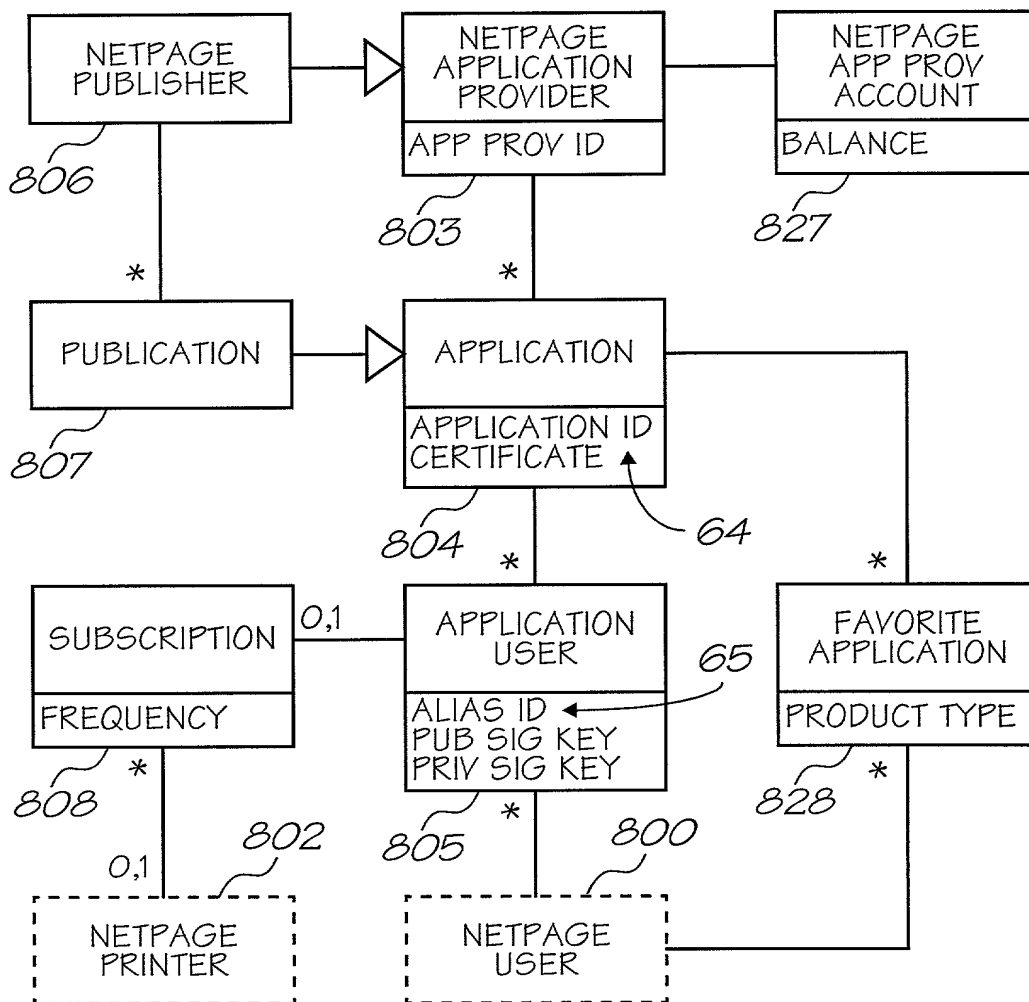 NETPAGE
PUBLISHER
806
NETPAGE
APPLICATION
PROVIDER
APP PROV ID
803
NETPAGE
APP PROV
ACCOUNT
BALANCE
827
*
*
PUBLICATION
807
APPLICATION
APPLICATION ID
CERTIFICATE
64
804
*
*
SUBSCRIPTION
FREQUENCY
808
*
0,1
APPLICATION
USER
ALIAS ID
PUB SIG KEY
PRIV SIG KEY
65
805
*
FAVORITE
APPLICATION
PRODUCT TYPE
828
*
0,1
802
NETPAGE
PRINTER
800
NETPAGE
USER